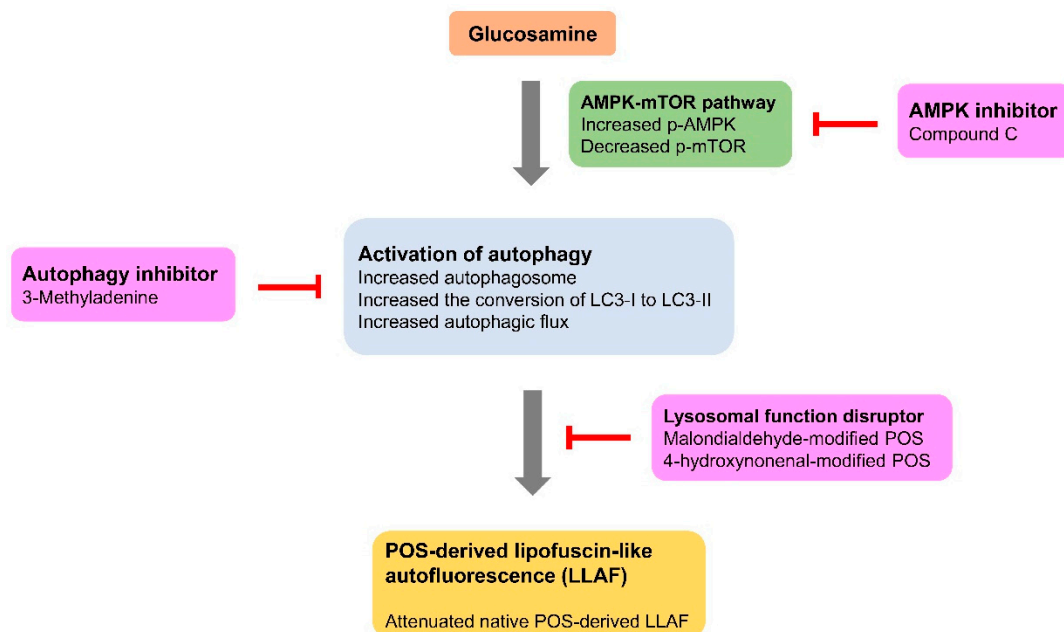 Glucosamine
AMPK-mTOR pathway
Increased p-AMPK
Decreased p-mTOR
AMPK inhibitor
Compound C
Autophagy inhibitor
3-Methyladenine
Activation of autophagy
Increased autophagosome
Increased the conversion of LC3-I to LC3-II
Increased autophagic flux
Lysosomal function disruptor
Malondialdehyde-modified POS
4-hydroxynonenal-modified POS
POS-derived lipofuscin-like
autofluorescence (LLAF)
Attenuated native POS-derived LLAF